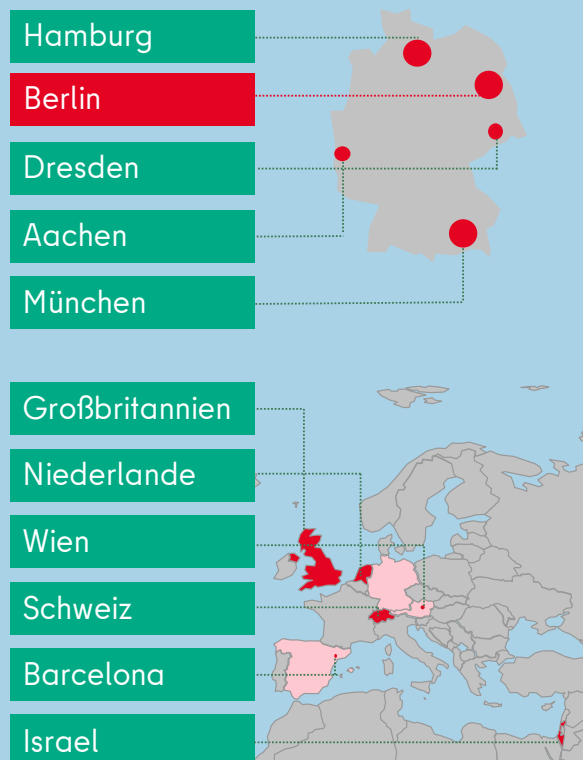 Hamburg
Berlin
Dresden
Aachen
München
Großbritannien
Niederlande
Wien
Schweiz
Barcelona
Israel